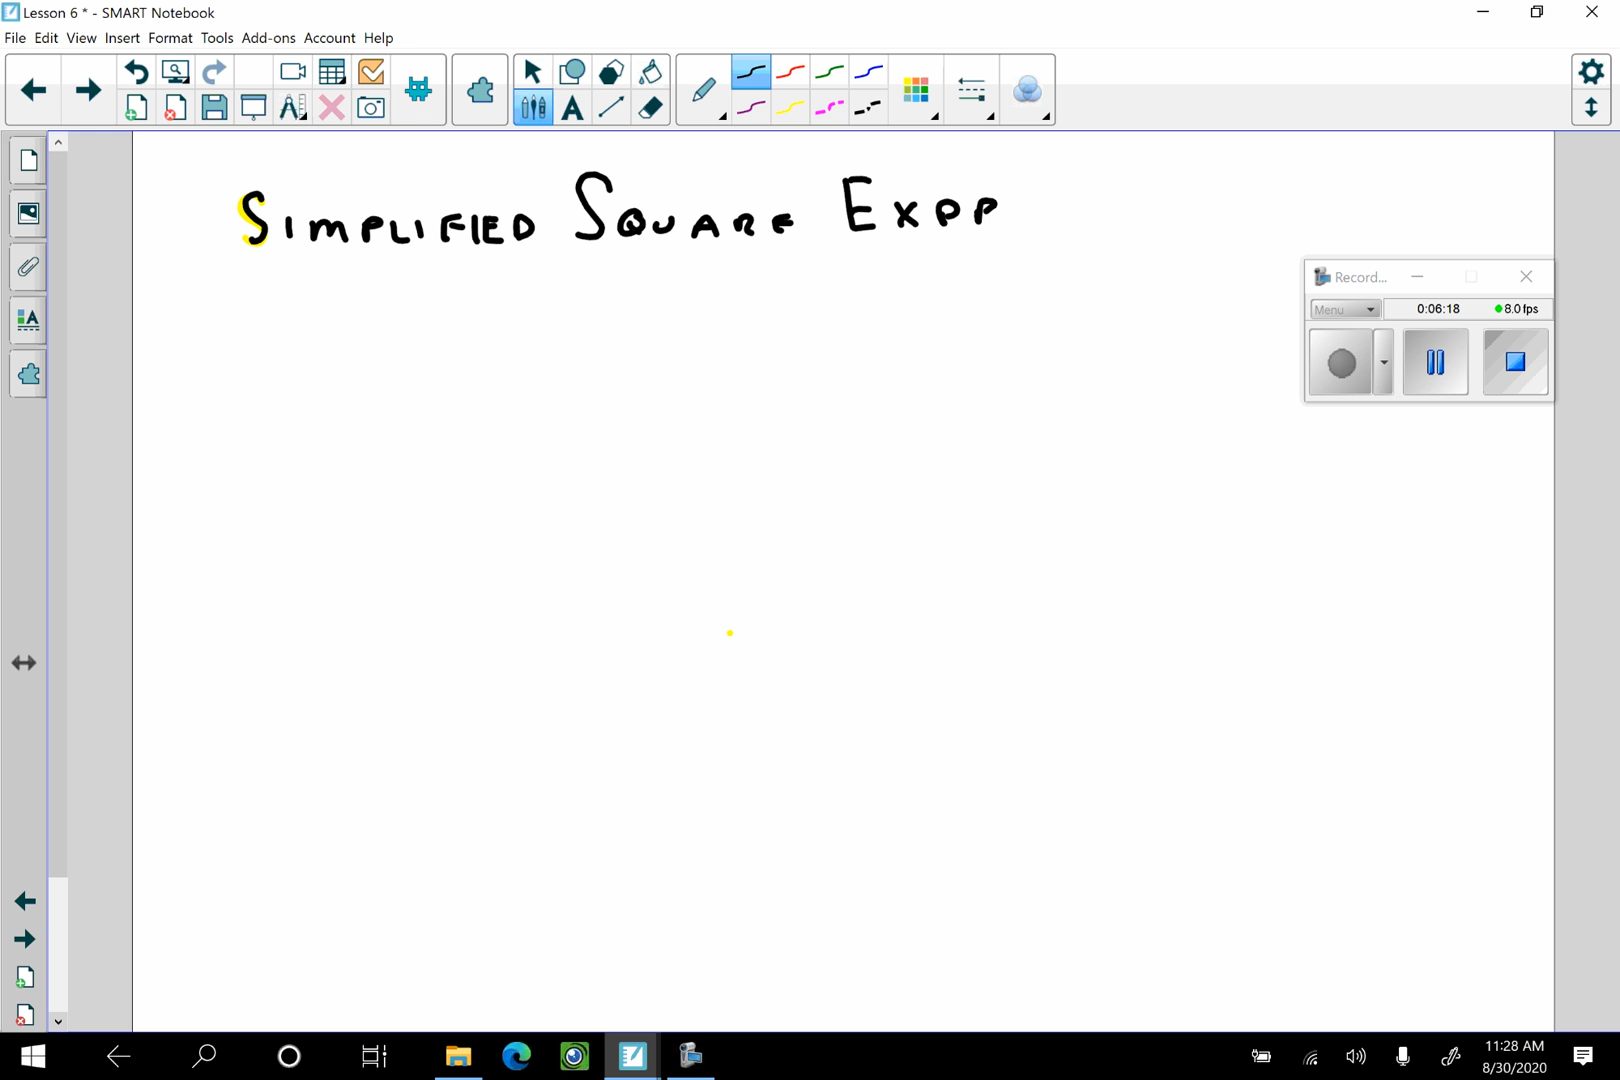 Lesson 6 * - SMART Notebook
File Edit View Insert Format Tools Add-ons Account Help
SIMPLIFIED SQUARE EXPP
Record...
Menu 0:06:18 8.0 fps
11:28 AM
8/30/2020